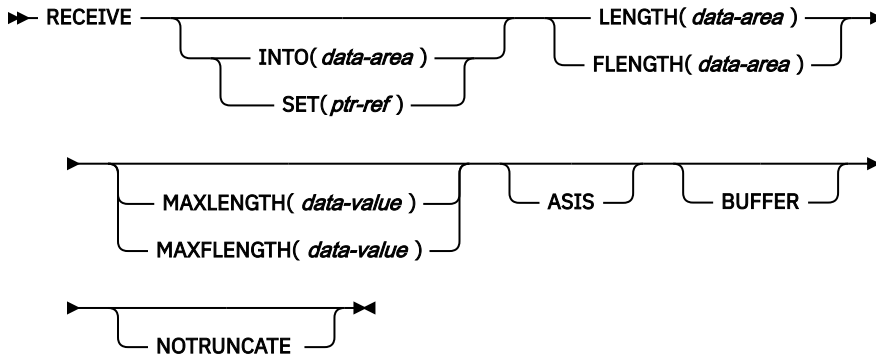 RECEIVE LENGTH( data-area )
INTO( data-area ) FLENGTH( data-area )
SET( ptr-ref )
MAXLENGTH( data-value ) ASIS BUFFER
MAXFLENGTH( data-value )
NOTRUNCATE